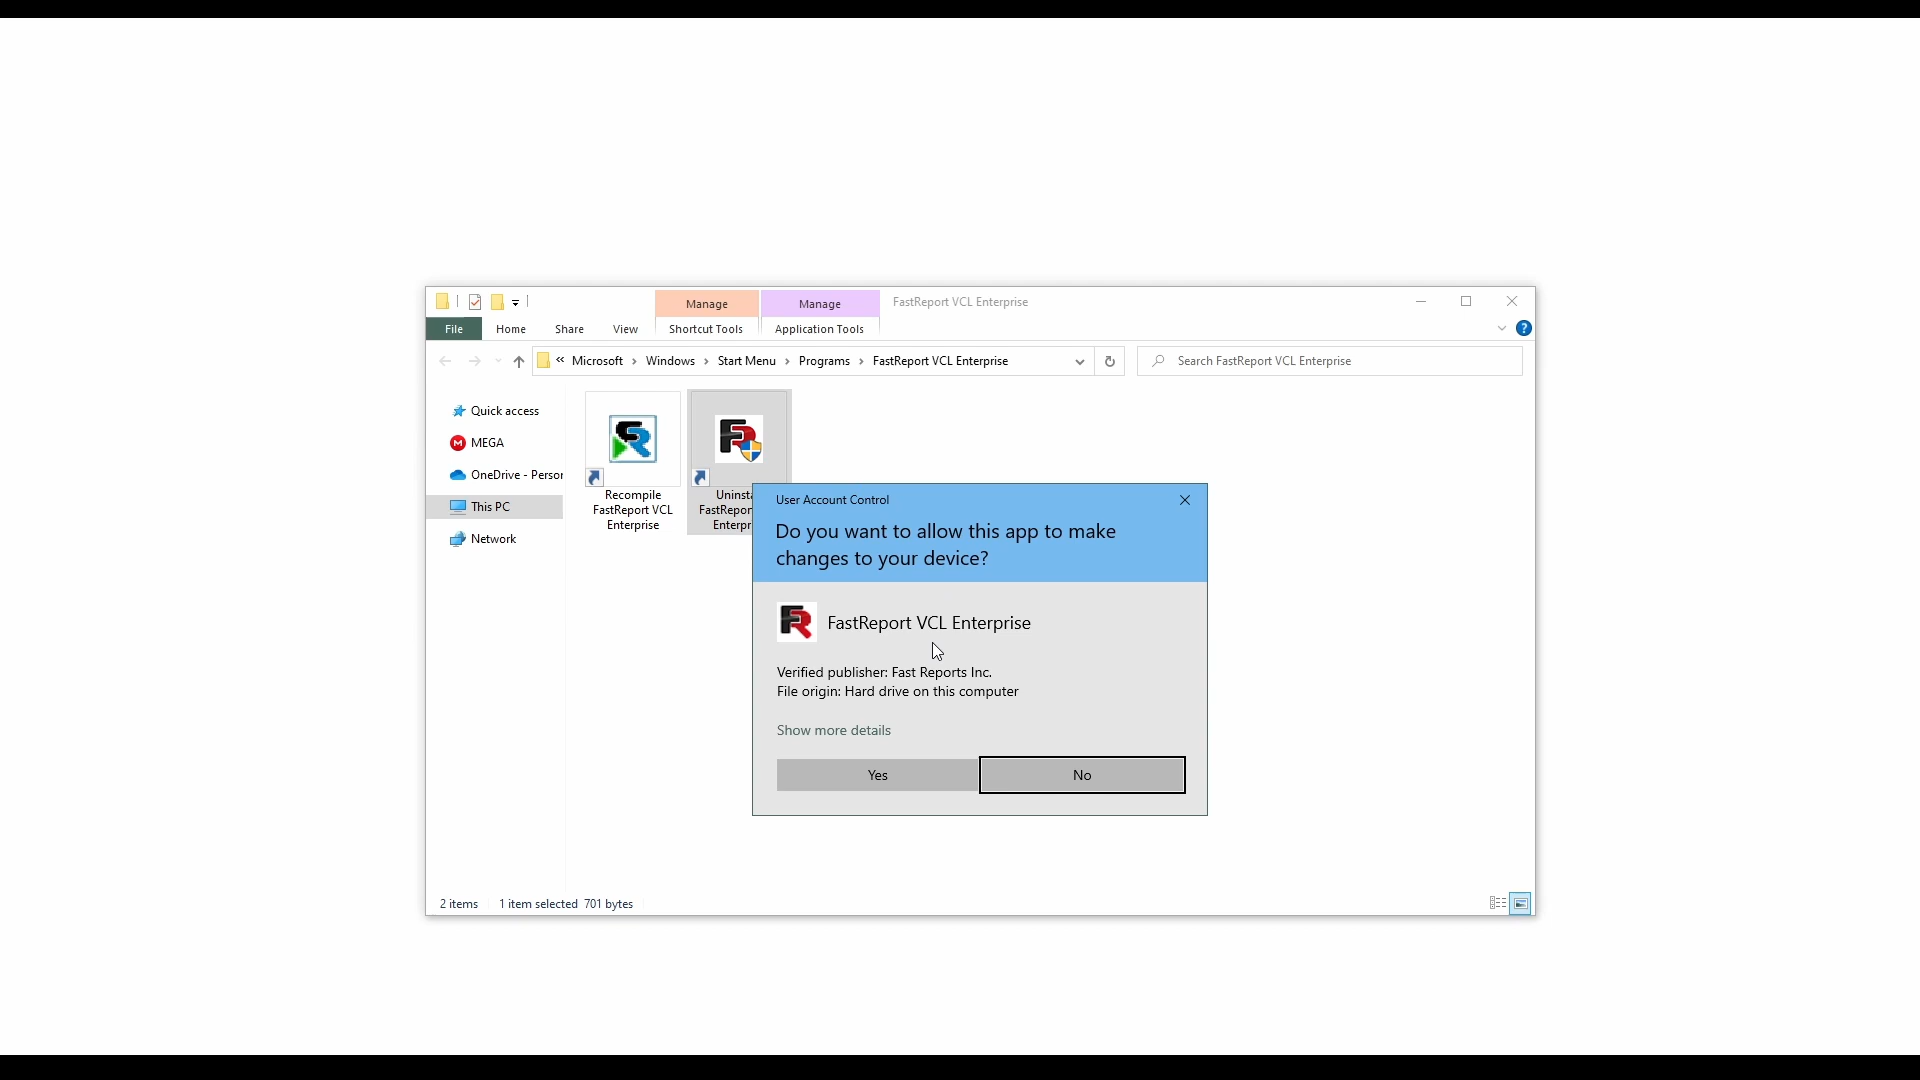 Manage
Manage
FastReport VCL Enterprise
File
Home
Share
View
Shortcut Tools
Application Tools
« Microsoft › Windows › Start Menu › Programs › FastReport VCL Enterprise
Search FastReport VCL Enterprise
Quick access
MEGA
OneDrive - Person
This PC
Network
Recompile
FastReport VCL
Enterprise
Uninsta
FastRepor
Enterpr
User Account Control
Do you want to allow this app to make
changes to your device?
FR FastReport VCL Enterprise
Verified publisher: Fast Reports Inc.
File origin: Hard drive on this computer
Show more details
Yes
No
2 items
1 item selected 701 bytes